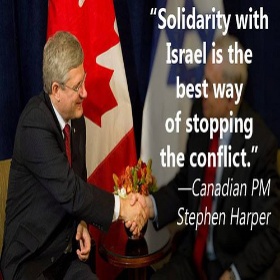 “Solidarity with
Israel is the
best way
of stopping
the conflict.”
—Canadian PM
Stephen Harper